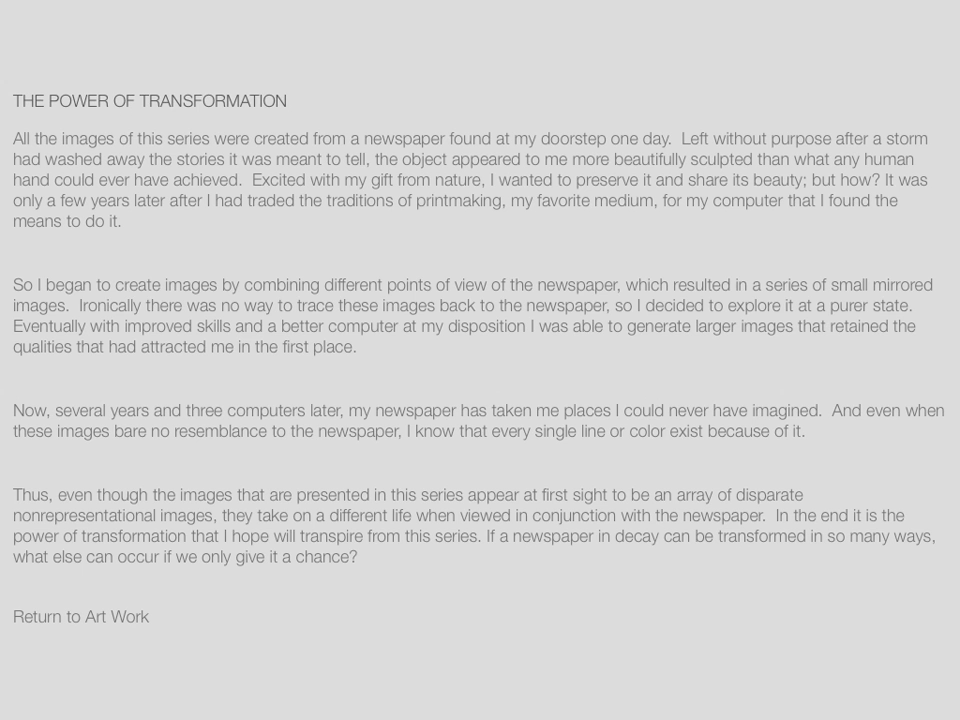 THE POWER OF TRANSFORMATION
All the images of this series were created from a newspaper found at my doorstep one day.  Left without purpose after a storm
had washed away the stories it was meant to tell, the object appeared to me more beautifully sculpted than what any human
hand could ever have achieved.  Excited with my gift from nature, I wanted to preserve it and share its beauty; but how? It was
only a few years later after I had traded the traditions of printmaking, my favorite medium, for my computer that I found the
means to do it.
So I began to create images by combining different points of view of the newspaper, which resulted in a series of small mirrored
images.  Ironically there was no way to trace these images back to the newspaper, so I decided to explore it at a purer state.
Eventually with improved skills and a better computer at my disposition I was able to generate larger images that retained the
qualities that had attracted me in the first place.
Now, several years and three computers later, my newspaper has taken me places I could never have imagined.  And even when
these images bare no resemblance to the newspaper, I know that every single line or color exist because of it.
Thus, even though the images that are presented in this series appear at first sight to be an array of disparate
nonrepresentational images, they take on a different life when viewed in conjunction with the newspaper.  In the end it is the
power of transformation that I hope will transpire from this series. If a newspaper in decay can be transformed in so many ways,
what else can occur if we only give it a chance?
Return to Art Work